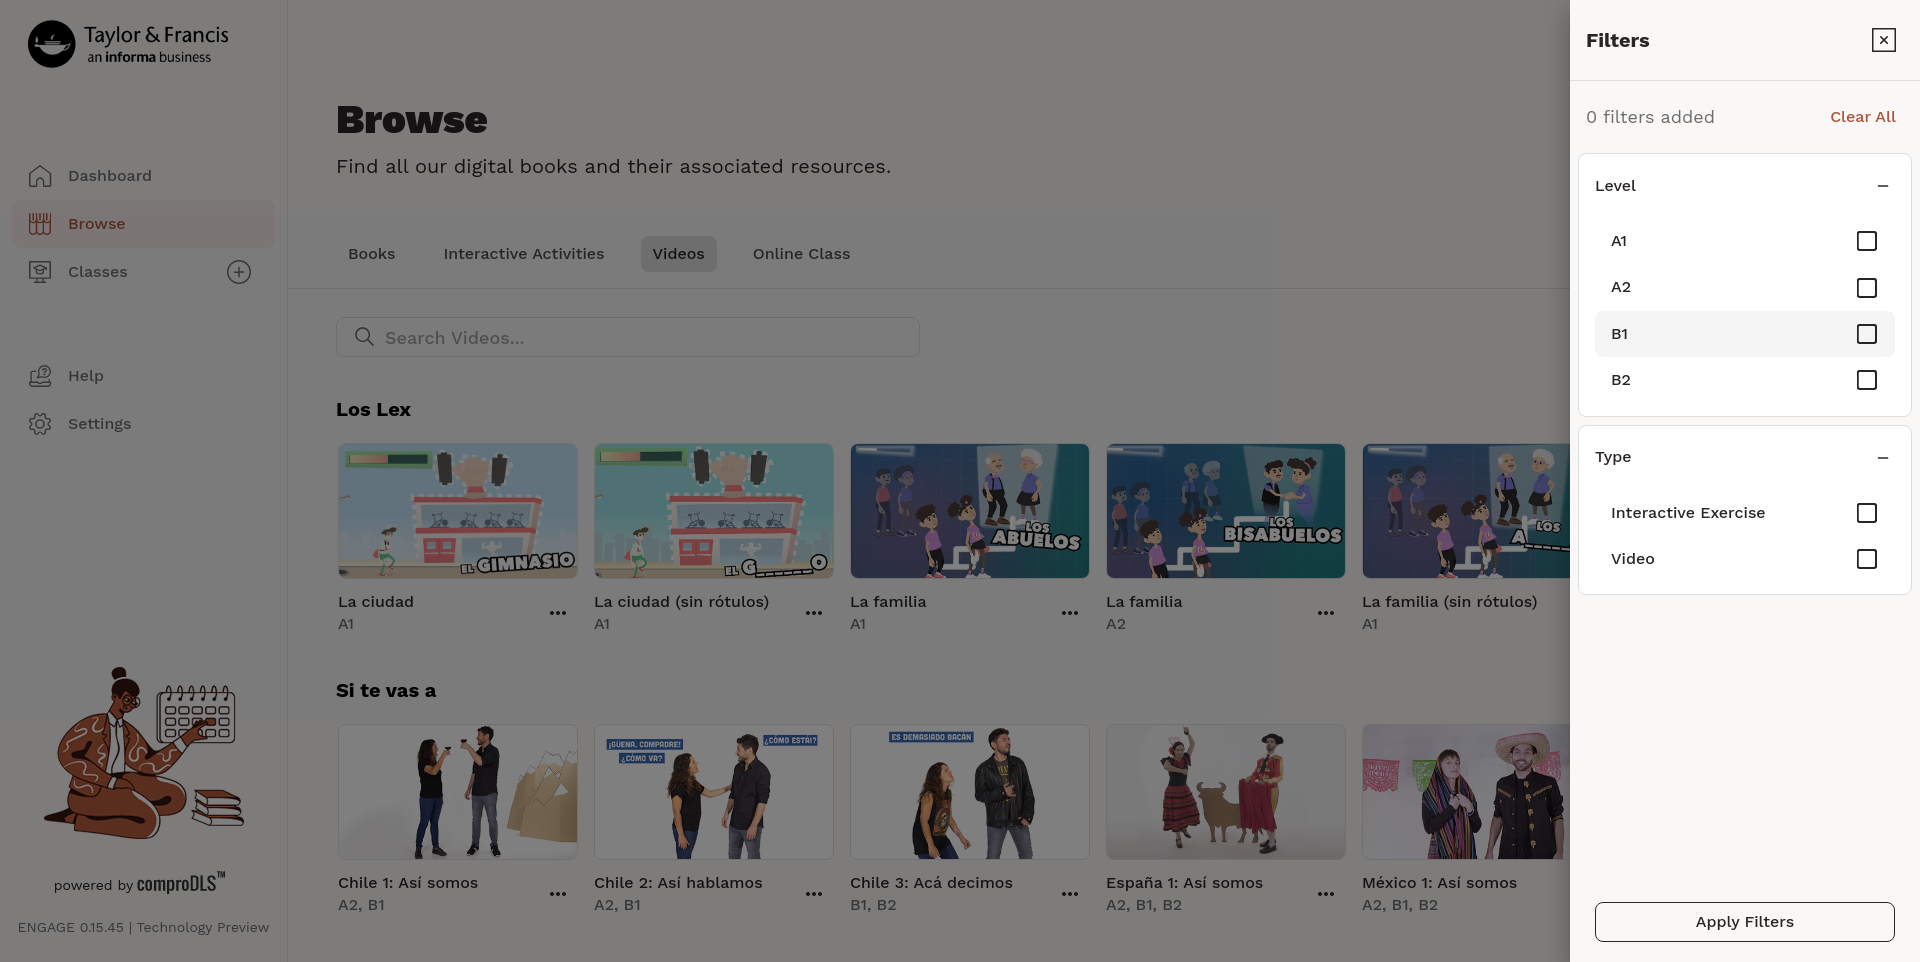 Taylor & Francis
an informa business
Dashboard
Browse
Classes
Help
Settings
powered by comproDLS™
ENGAGE 0.15.45 | Technology Preview
Browse
Find all our digital books and their associated resources.
Books
Interactive Activities
Videos
Online Class
Search Videos...
Los Lex
EL GIMNASIO
EL G_____O
LOS ABUELOS
LOS BISABUELOS
LOS A_____
La ciudad
A1
La ciudad (sin rótulos)
A1
La familia
A1
La familia
A2
La familia (sin rótulos)
A1
Si te vas a
¡GÜENA, COMPADRE!
¿CÓMO VA?
¿CÓMO ESTÁI?
ES DEMASIADO BACÁN
Chile 1: Así somos
A2, B1
Chile 2: Así hablamos
A2, B1
Chile 3: Acá decimos
B1, B2
España 1: Así somos
A2, B1, B2
México 1: Así somos
A2, B1, B2
Filters
0 filters added
Clear All
Level
A1
A2
B1
B2
Type
Interactive Exercise
Video
Apply Filters